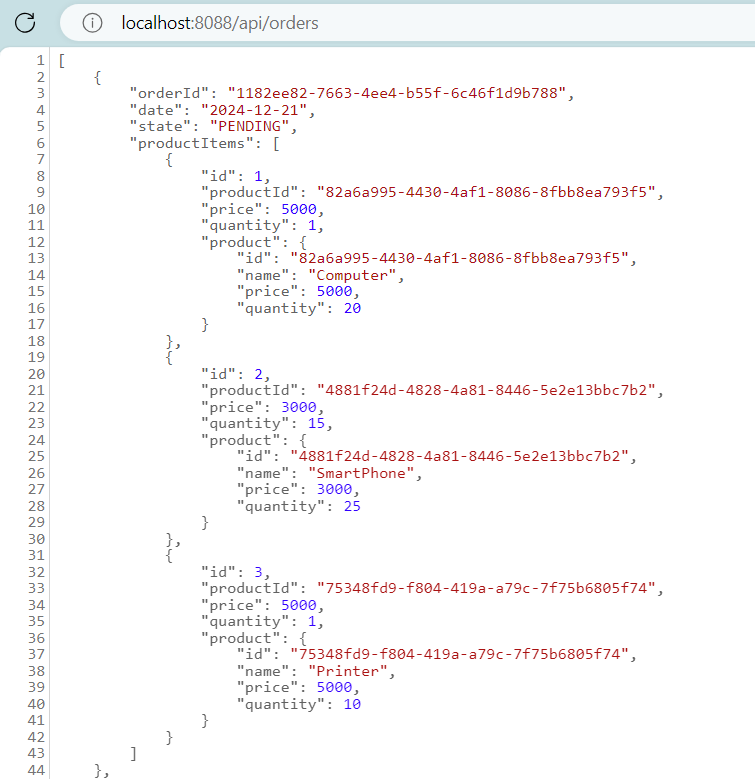 localhost:8088/api/orders
1 [
2     {
3         "orderId": "1182ee82-7663-4ee4-b55f-6c46f1d9b788",
4         "date": "2024-12-21",
5         "state": "PENDING",
6         "productItems": [
7             {
8                 "id": 1,
9                 "productId": "82a6a995-4430-4af1-8086-8fbb8ea793f5",
10                 "price": 5000,
11                 "quantity": 1,
12                 "product": {
13                     "id": "82a6a995-4430-4af1-8086-8fbb8ea793f5",
14                     "name": "Computer",
15                     "price": 5000,
16                     "quantity": 20
17                 }
18             },
19             {
20                 "id": 2,
21                 "productId": "4881f24d-4828-4a81-8446-5e2e13bbc7b2",
22                 "price": 3000,
23                 "quantity": 15,
24                 "product": {
25                     "id": "4881f24d-4828-4a81-8446-5e2e13bbc7b2",
26                     "name": "SmartPhone",
27                     "price": 3000,
28                     "quantity": 25
29                 }
30             },
31             {
32                 "id": 3,
33                 "productId": "75348fd9-f804-419a-a79c-7f75b6805f74",
34                 "price": 5000,
35                 "quantity": 1,
36                 "product": {
37                     "id": "75348fd9-f804-419a-a79c-7f75b6805f74",
38                     "name": "Printer",
39                     "price": 5000,
40                     "quantity": 10
41                 }
42             }
43         ]
44     },